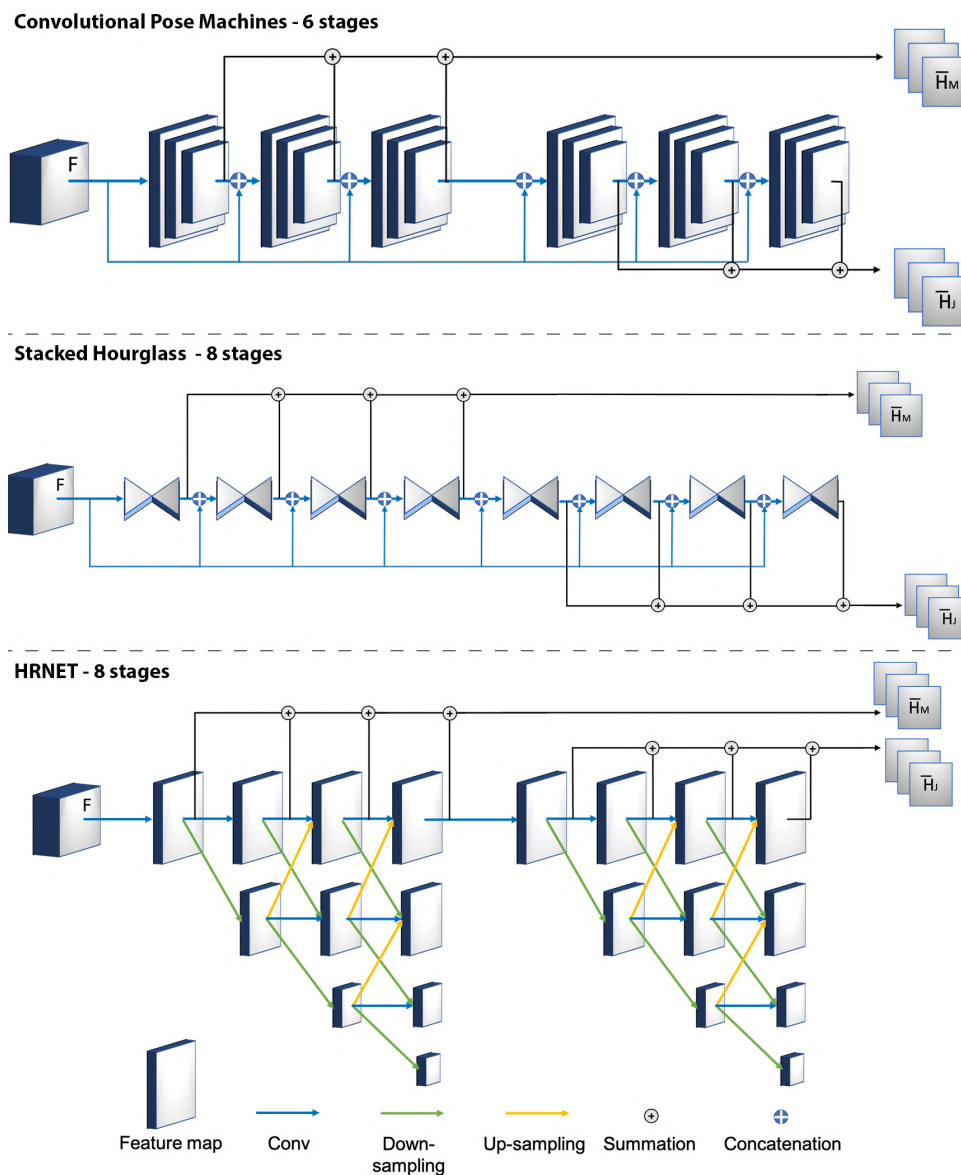 Convolutional Pose Machines - 6 stages
H̅M
F
H̅J
Stacked Hourglass - 8 stages
H̅M
F
H̅J
HRNET - 8 stages
H̅M
H̅J
F
Feature map
Conv
Down-
sampling
Up-sampling
Summation
Concatenation